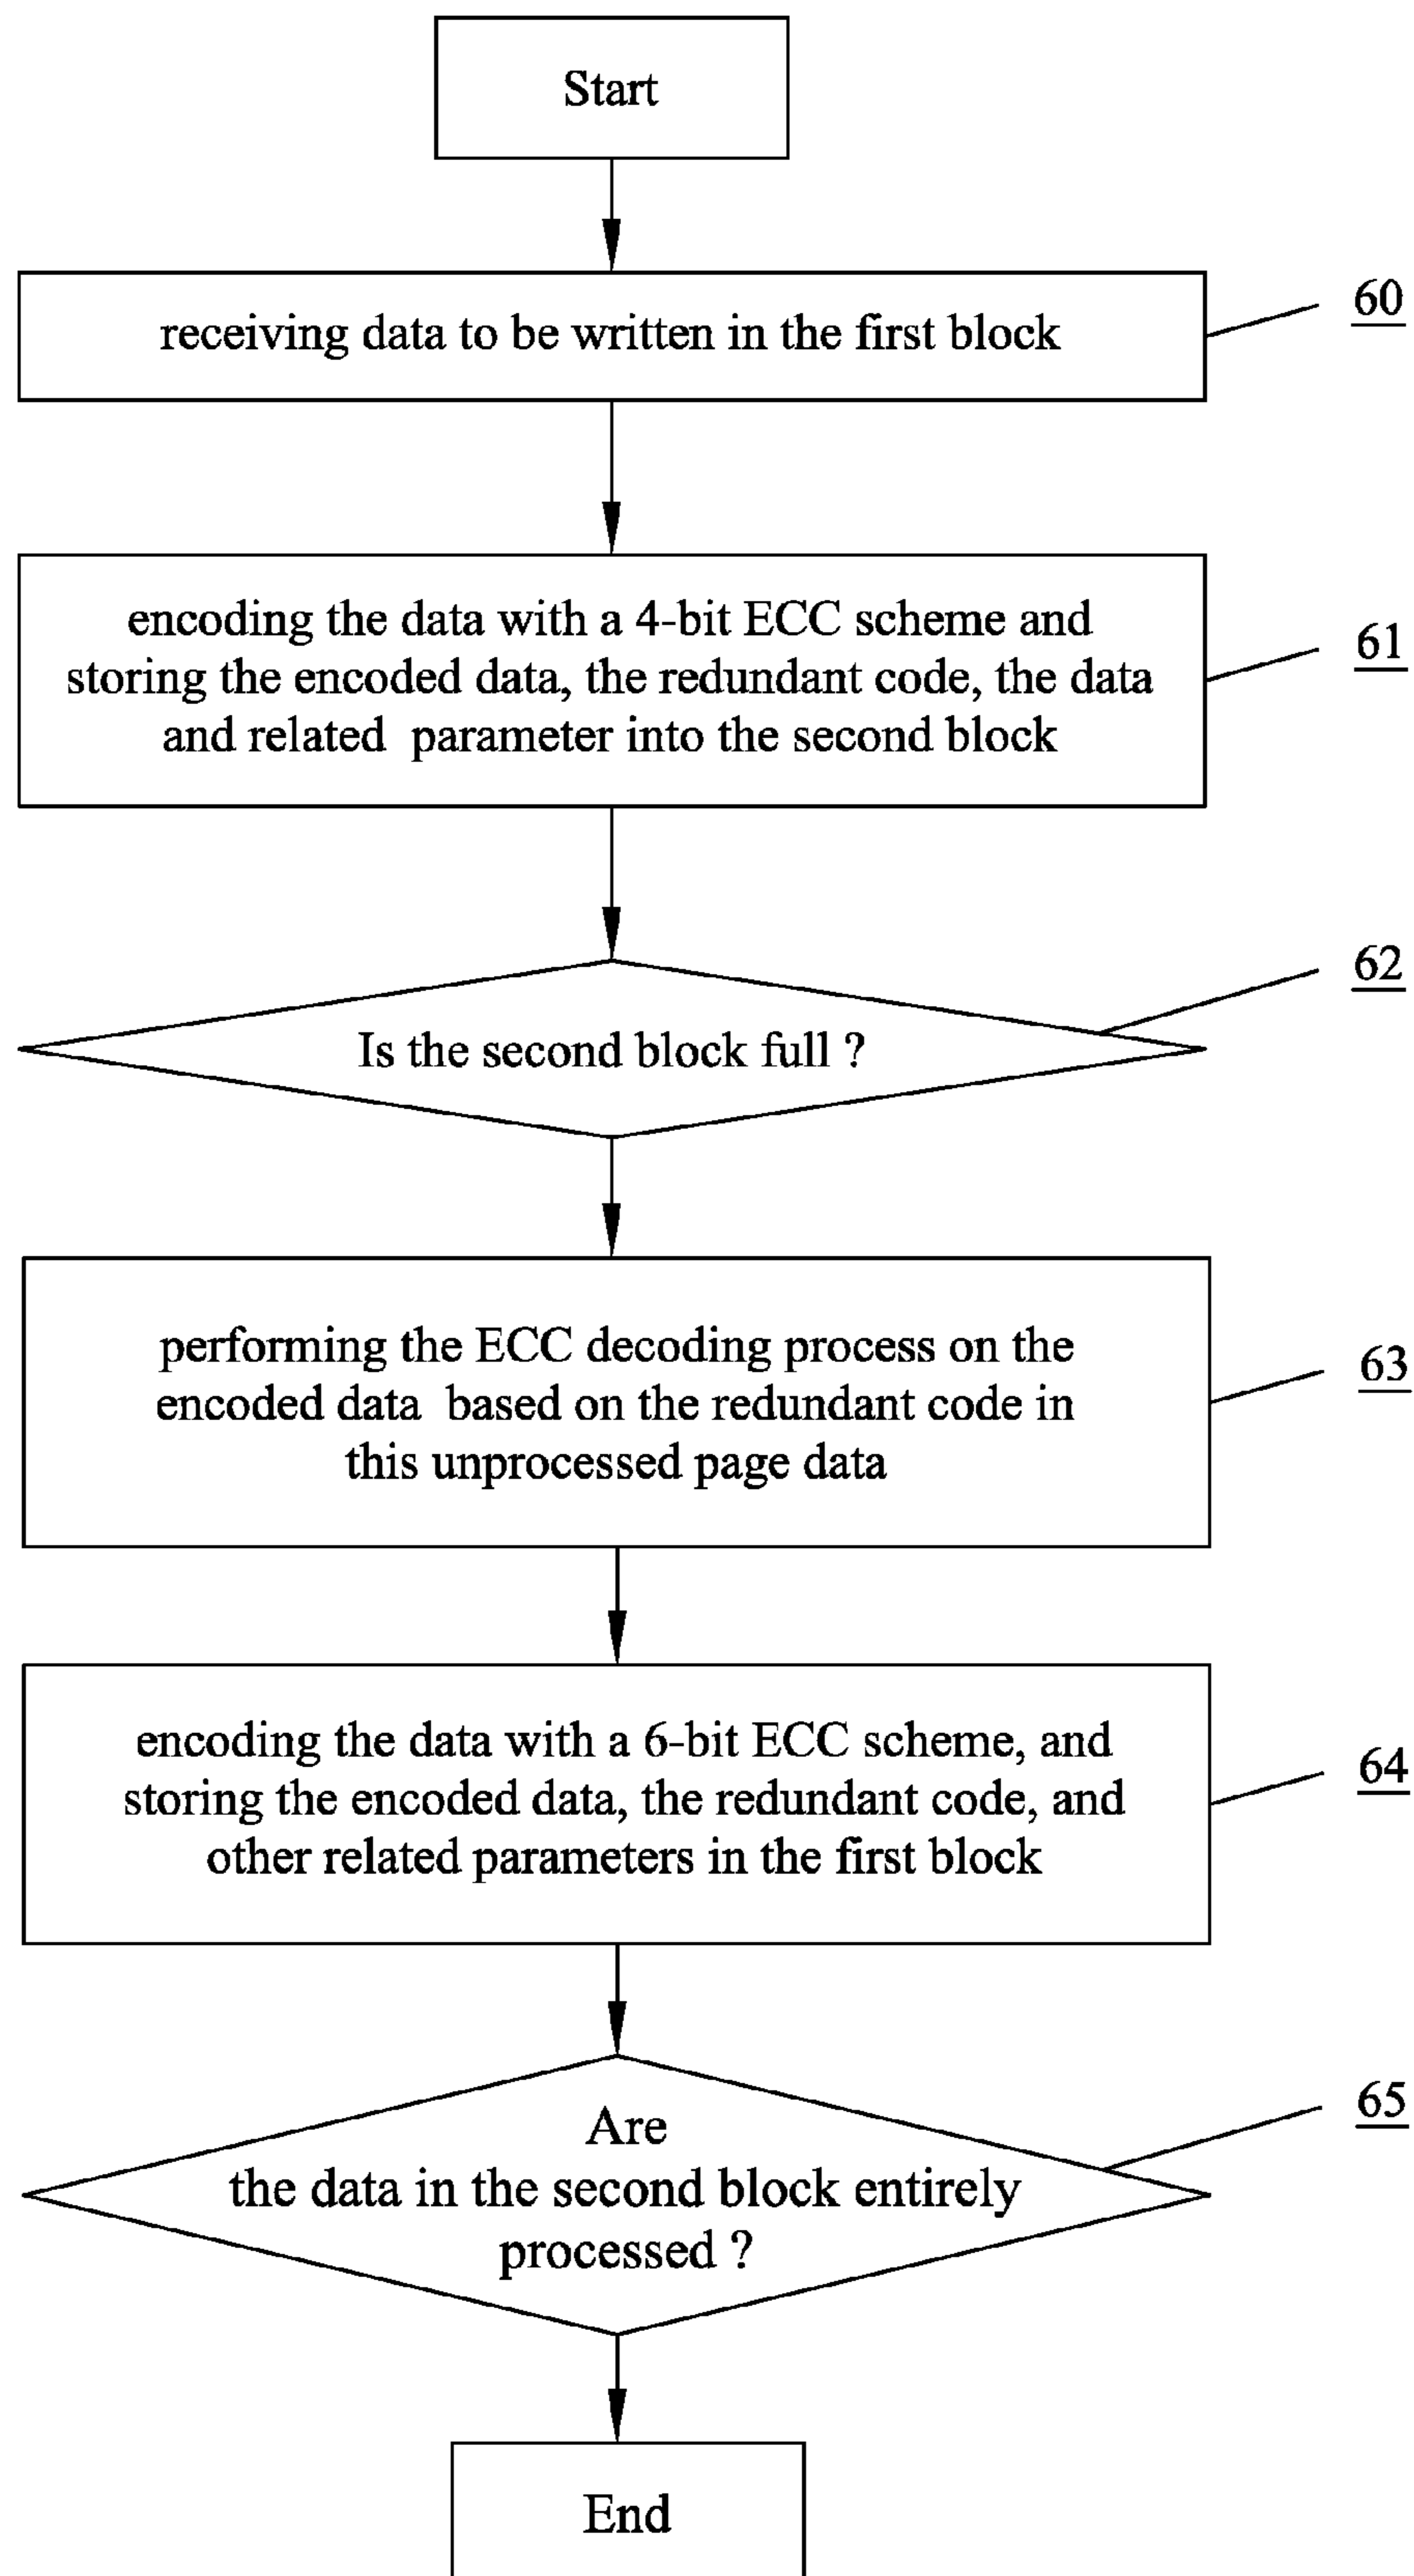 Start
receiving data to be written in the first block
60
encoding the data with a 4-bit ECC scheme and
storing the encoded data, the redundant code, the data
and related parameter into the second block
61
Is the second block full ?
62
performing the ECC decoding process on the
encoded data based on the redundant code in
this unprocessed page data
63
encoding the data with a 6-bit ECC scheme, and
storing the encoded data, the redundant code, and
other related parameters in the first block
64
Are
the data in the second block entirely
processed ?
65
End